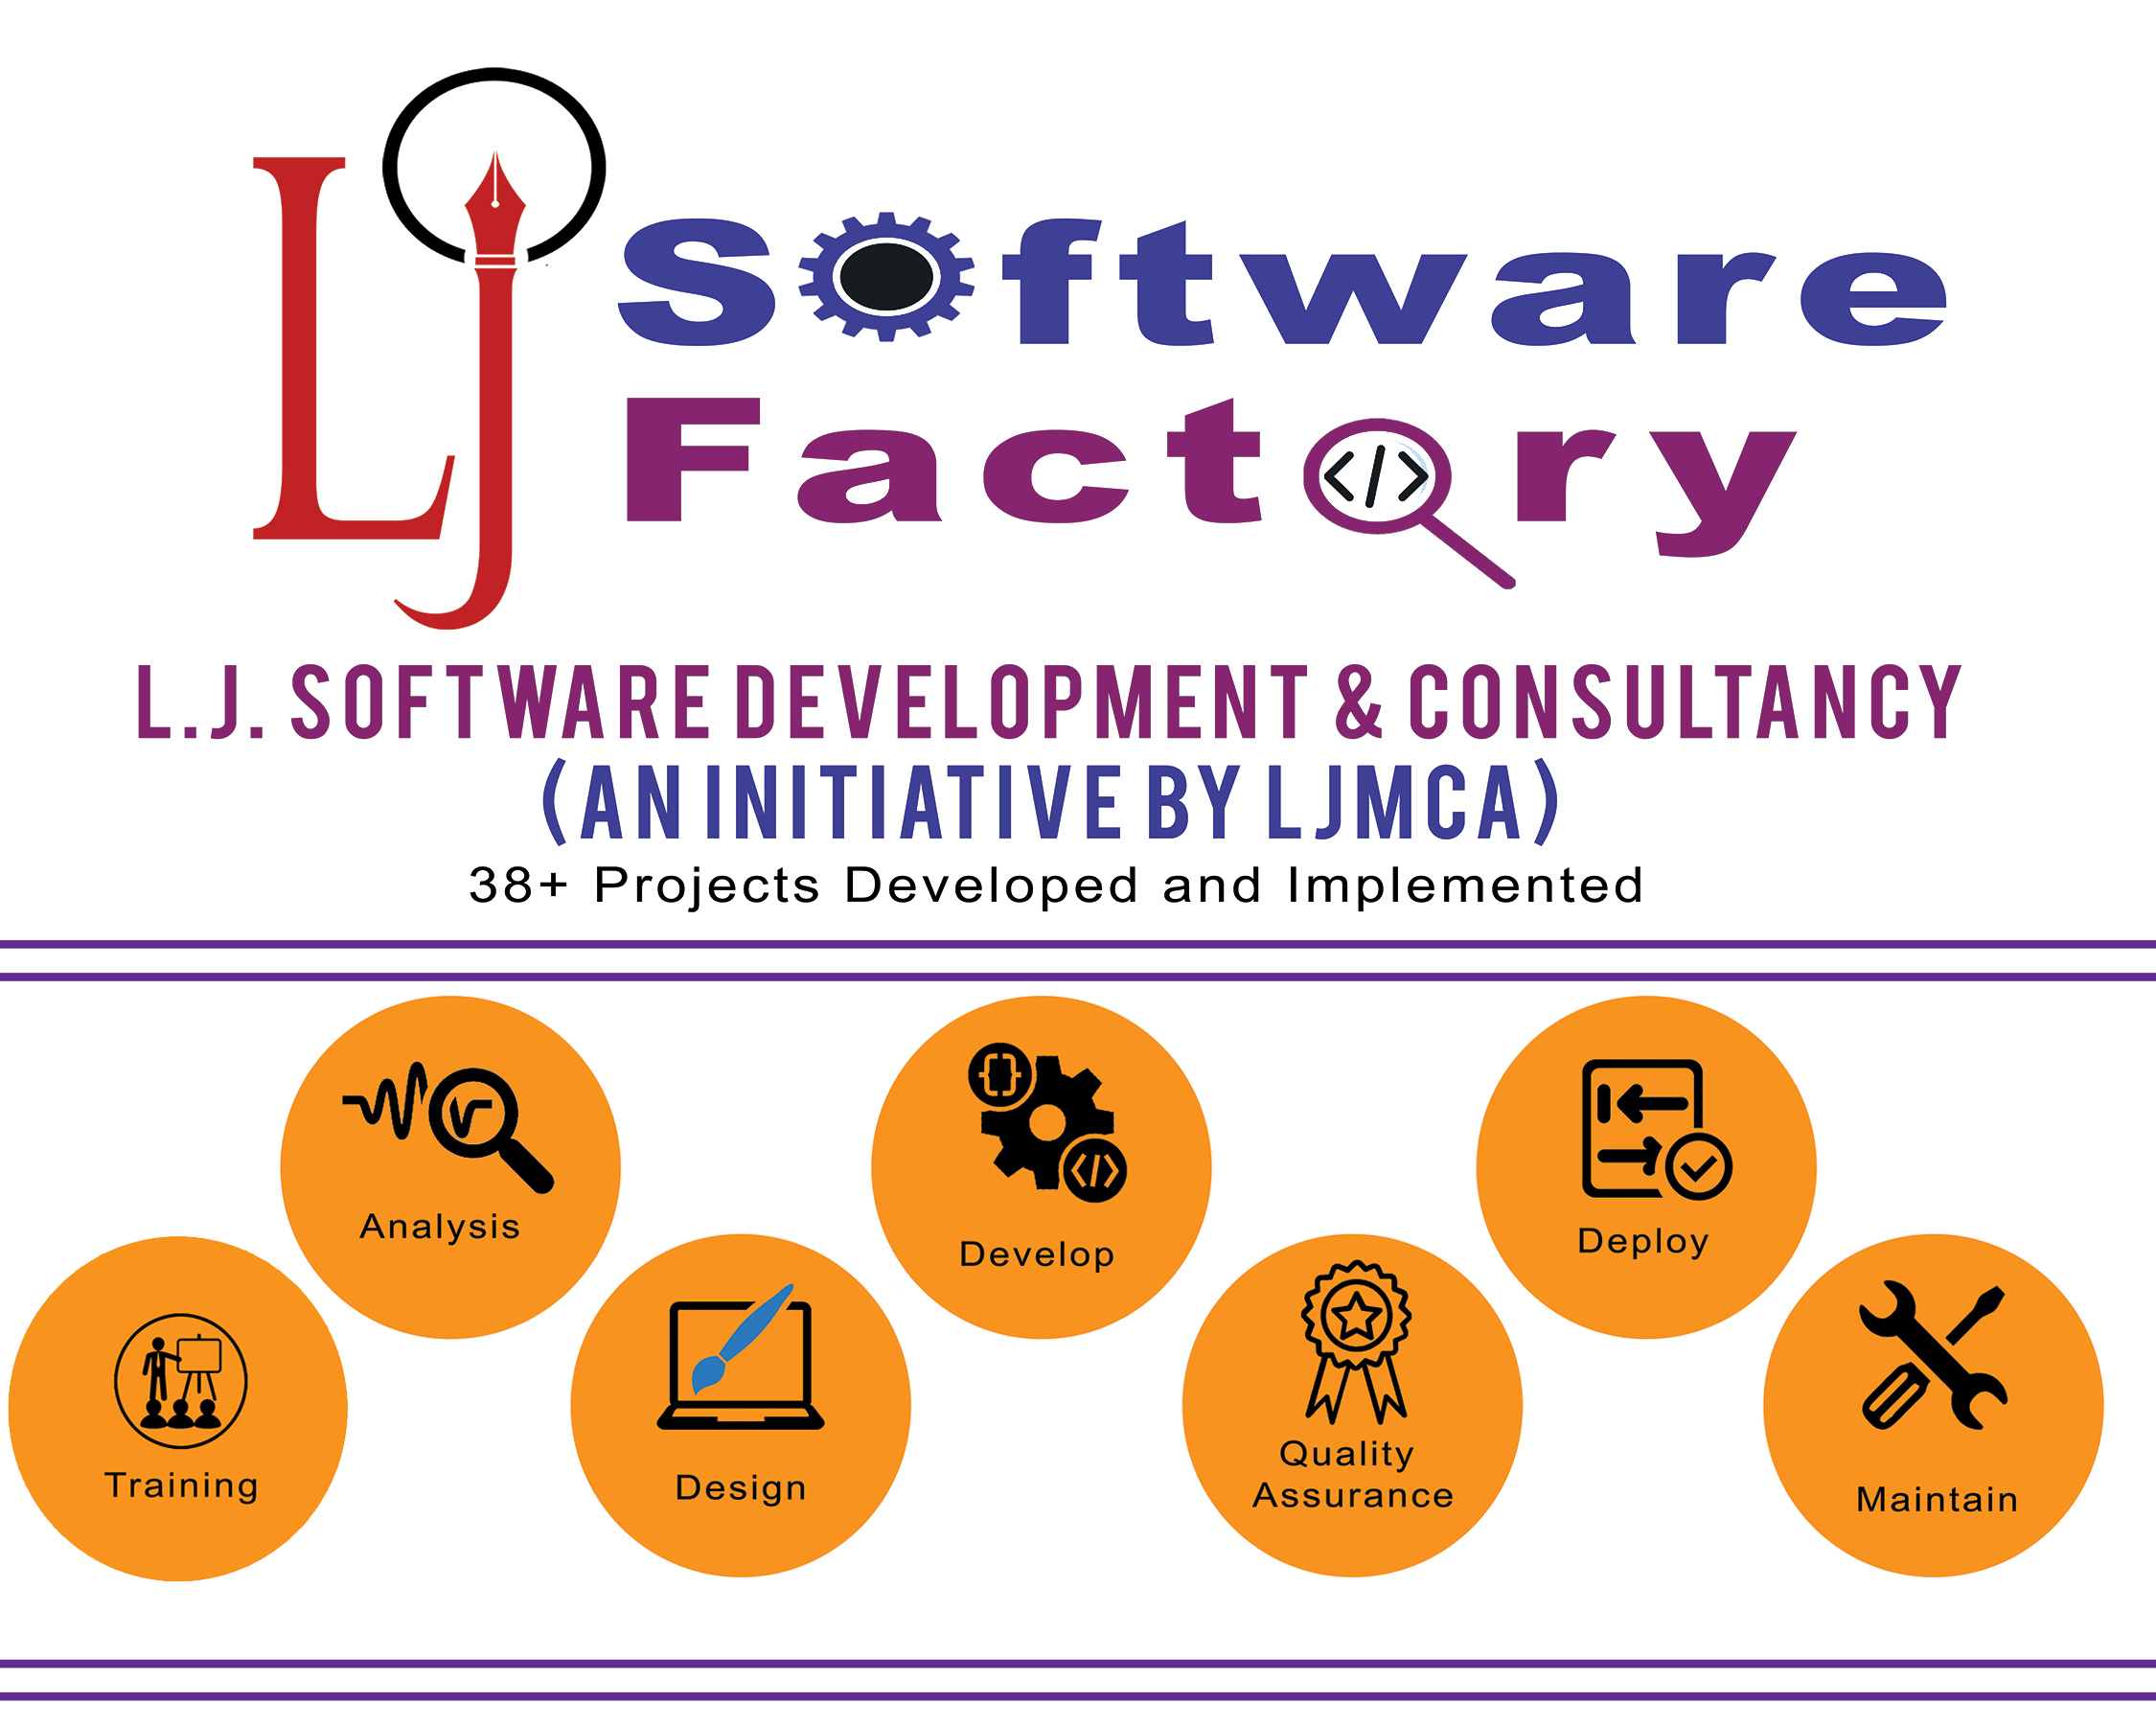 LJ
Software
Factory
L.J. SOFTWARE DEVELOPMENT & CONSULTANCY
(AN INITIATIVE BY LJMCA)
38+ Projects Developed and Implemented
Training
Analysis
Design
Develop
Quality
Assurance
Deploy
Maintain